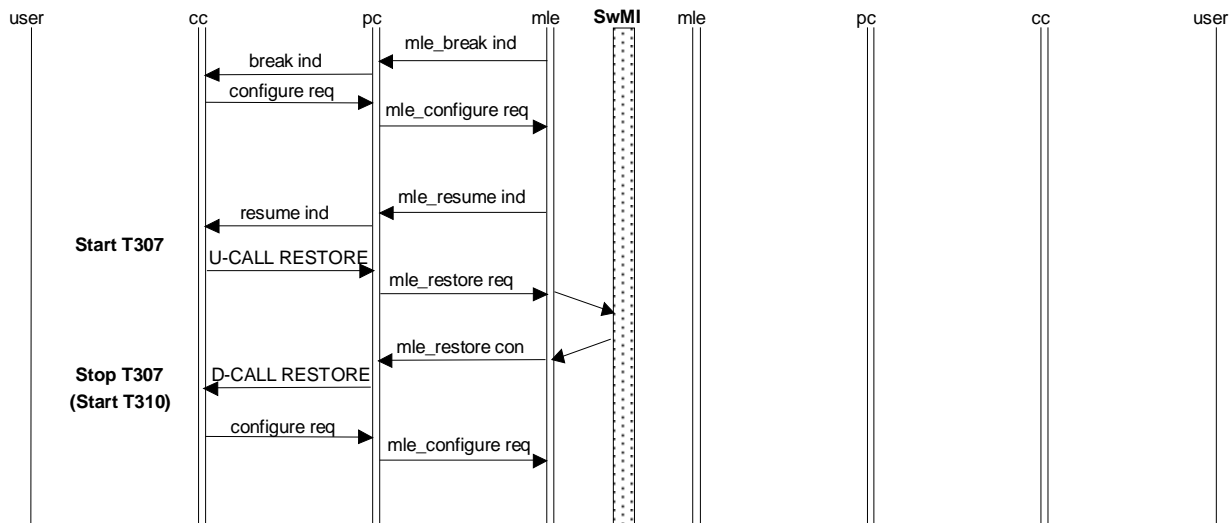 user cc pc mle SwMI mle pc cc user
mle_break ind
break ind
configure req
mle_configure req
mle_resume ind
resume ind
Start T307
U-CALL RESTORE
mle_restore req
mle_restore con
Stop T307 D-CALL RESTORE
(Start T310)
configure req
mle_configure req